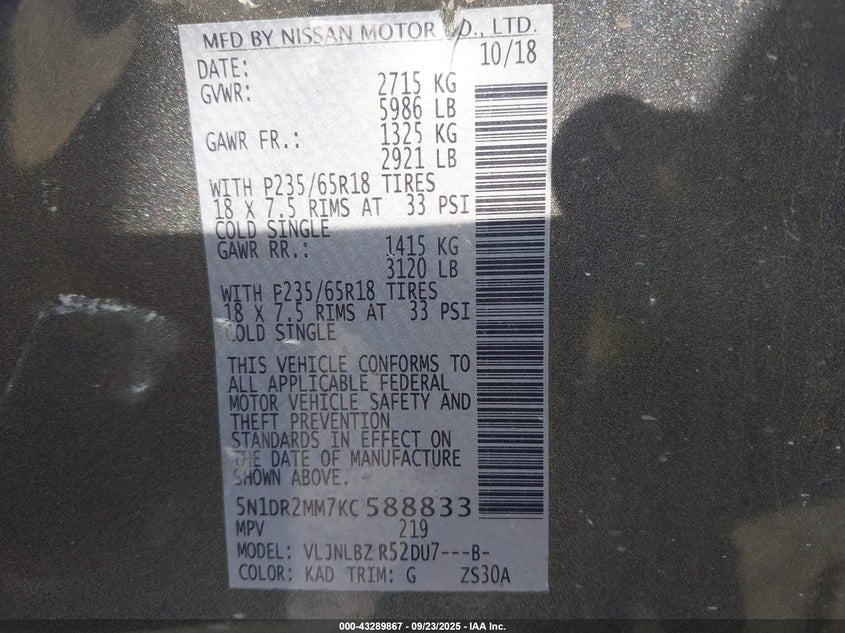 MFD BY NISSAN MOTOR CO., LTD.
DATE: 10/18
GVWR: 2715 KG
5986 LB
GAWR FR.: 1325 KG
2921 LB
WITH P235/65R18 TIRES
18 X 7.5 RIMS AT 33 PSI
COLD SINGLE
GAWR RR.: 1415 KG
3120 LB
WITH P235/65R18 TIRES
18 X 7.5 RIMS AT 33 PSI
COLD SINGLE
THIS VEHICLE CONFORMS TO
ALL APPLICABLE FEDERAL
MOTOR VEHICLE SAFETY AND
THEFT PREVENTION
STANDARDS IN EFFECT ON
THE DATE OF MANUFACTURE
SHOWN ABOVE.
5N1DR2MM7KC588833
MPV 219
MODEL: VLJNLBZ R52DU7---B-
COLOR: KAD TRIM: G ZS30A
000-43289867 - 09/23/2025 - IAA Inc.